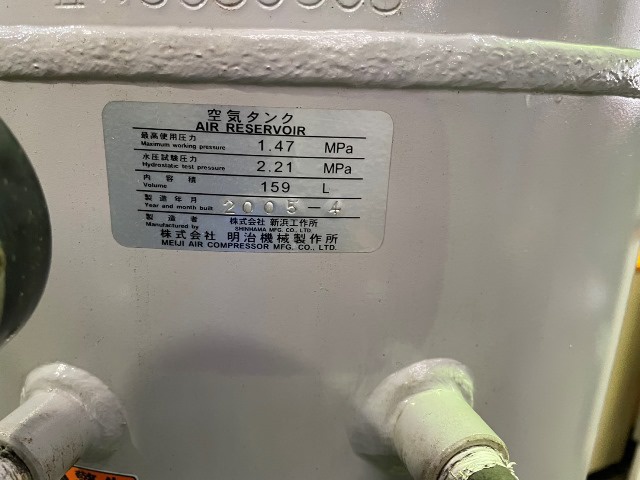 空気タンク
AIR RESERVOIR
最高使用圧力
Maximum working pressure 1.47 MPa
水圧試験圧力
Hydrostatic test pressure 2.21 MPa
内容積
Volume 159 L
製造年月
Year and month built 2005-4
製造者 株式会社 新浜工作所
Manufactured by SHINHAMA MFG. CO., LTD.
株式会社 明治機械製作所
MEIJI AIR COMPRESSOR MFG. CO., LTD.